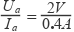 U_a/I_a = 2V/0.4A